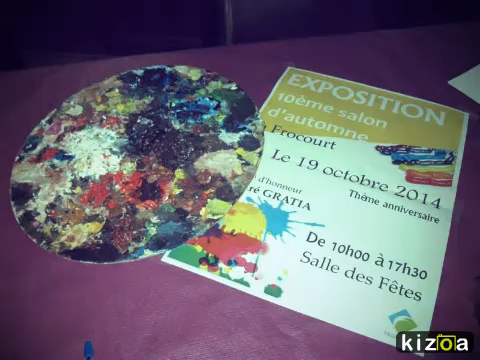 EXPOSITION
10ème salon
d'automne
Frocourt
Le 19 octobre 2014
Thème anniversaire
d'honneur
ré GRATIA
De 10h00 à 17h30
Salle des Fêtes
kizoa